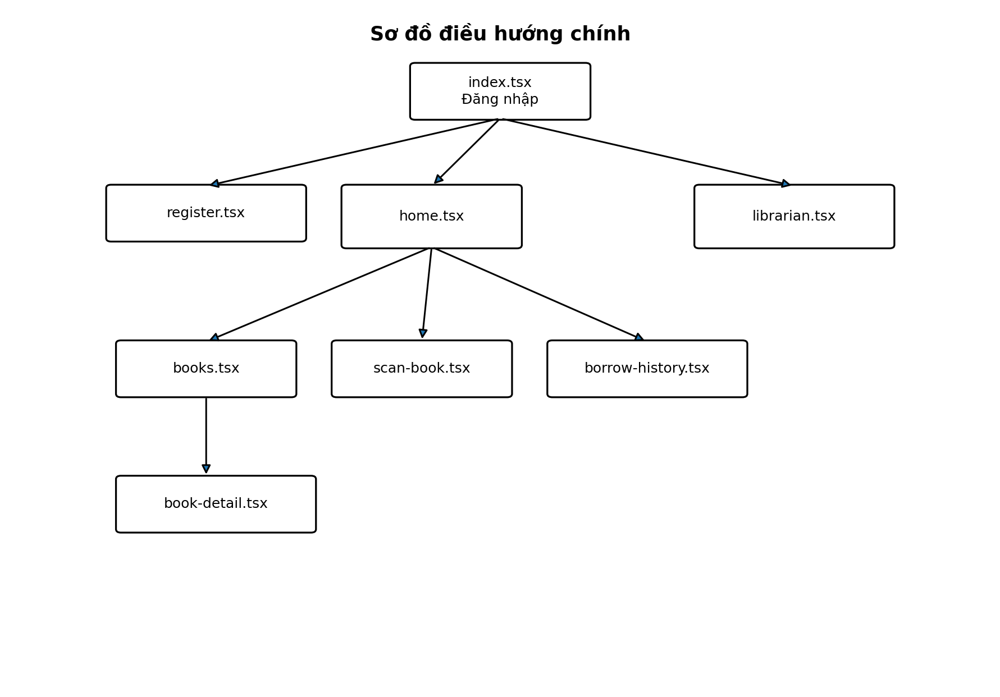 Sơ đồ điều hướng chính
index.tsx
Đăng nhập
register.tsx
home.tsx
librarian.tsx
books.tsx
scan-book.tsx
borrow-history.tsx
book-detail.tsx